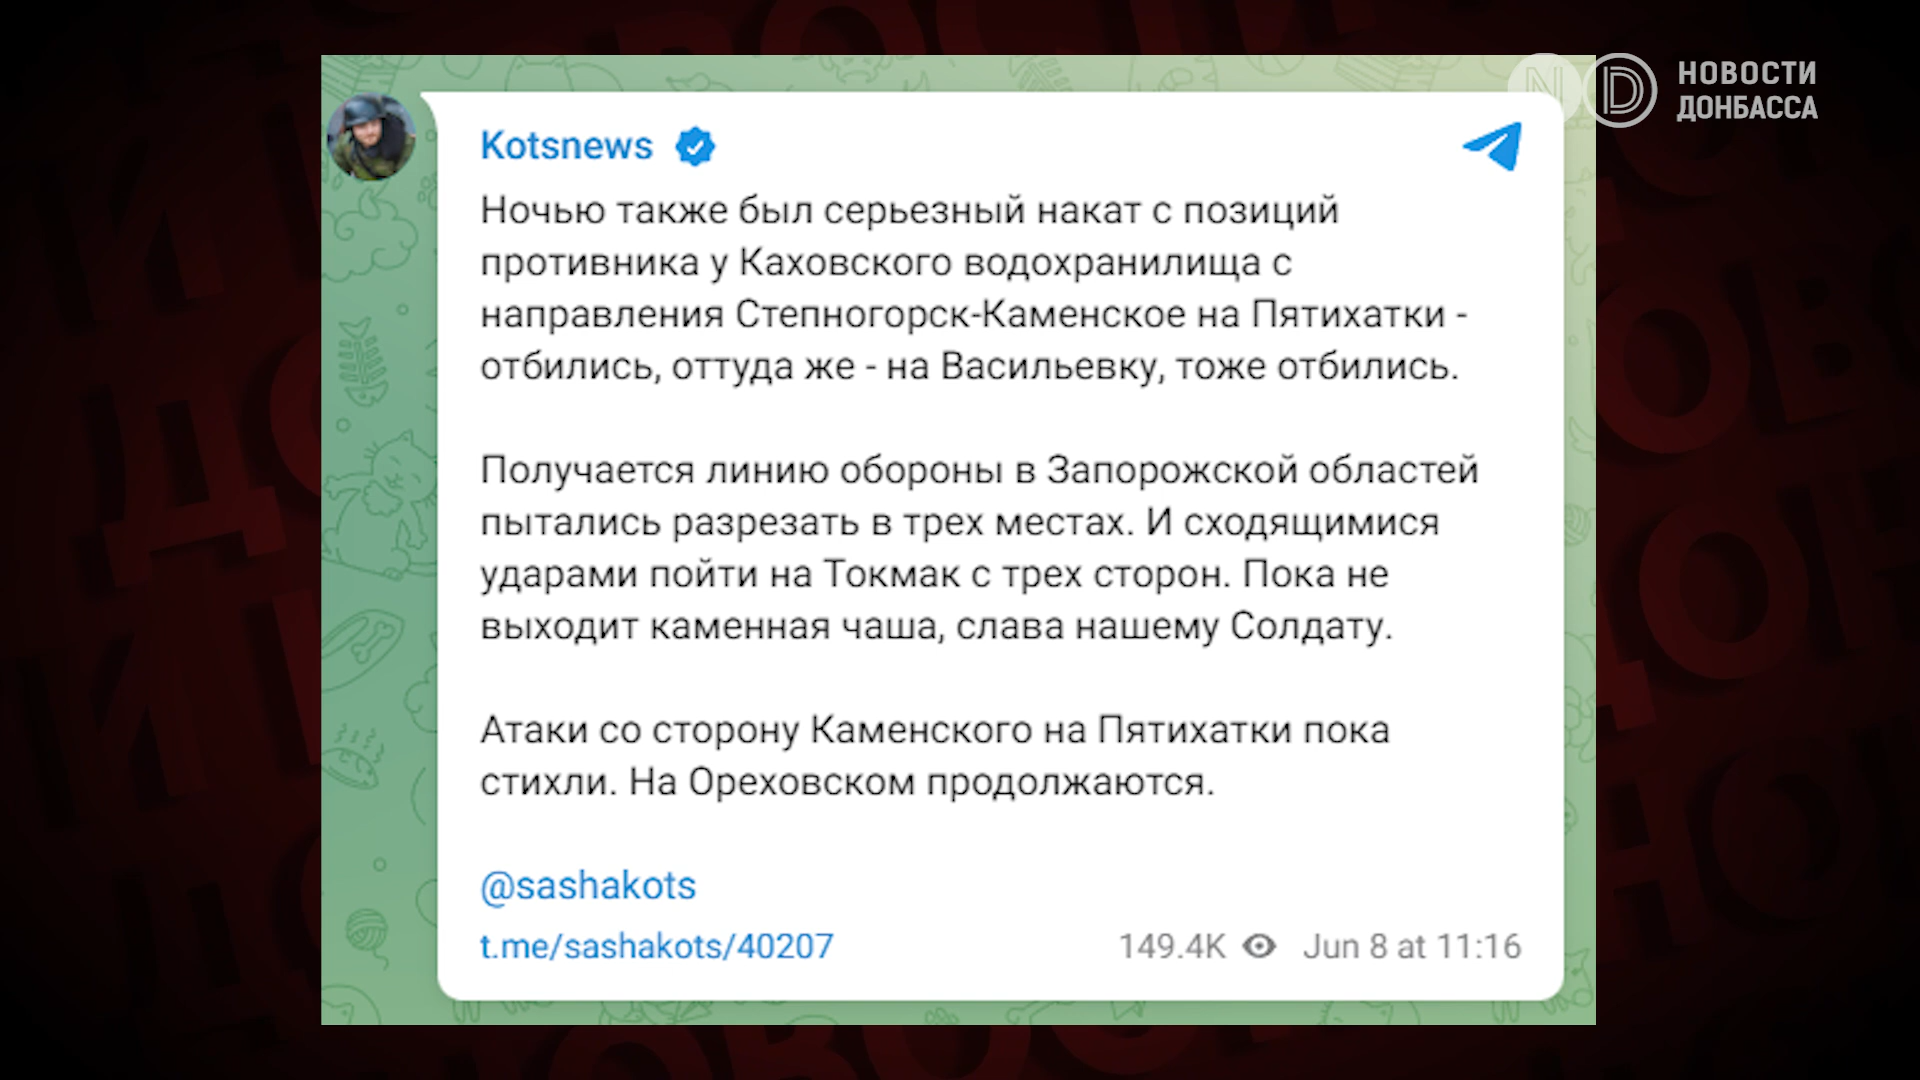 НОВОСТИ
ДОНБАССА
Kotsnews
Ночью также был серьезный накат с позиций
противника у Каховского водохранилища с
направления Степногорск-Каменское на Пятихатки -
отбились, оттуда же - на Васильевку, тоже отбились.
Получается линию обороны в Запорожской областей
пытались разрезать в трех местах. И сходящимися
ударами пойти на Токмак с трех сторон. Пока не
выходит каменная чаша, слава нашему Солдату.
Атаки со сторону Каменского на Пятихатки пока
стихли. На Ореховском продолжаются.
@sashakots
t.me/sashakots/40207 149.4K Jun 8 at 11:16